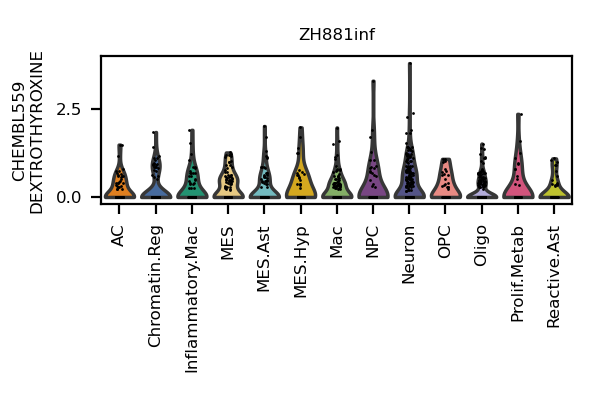 ZH881inf
CHEMBL559
DEXTROTHYROXINE
2.5
0.0
AC
Chromatin.Reg
Inflammatory.Mac
MES
MES.Ast
MES.Hyp
Mac
NPC
Neuron
OPC
Oligo
Prolif.Metab
Reactive.Ast